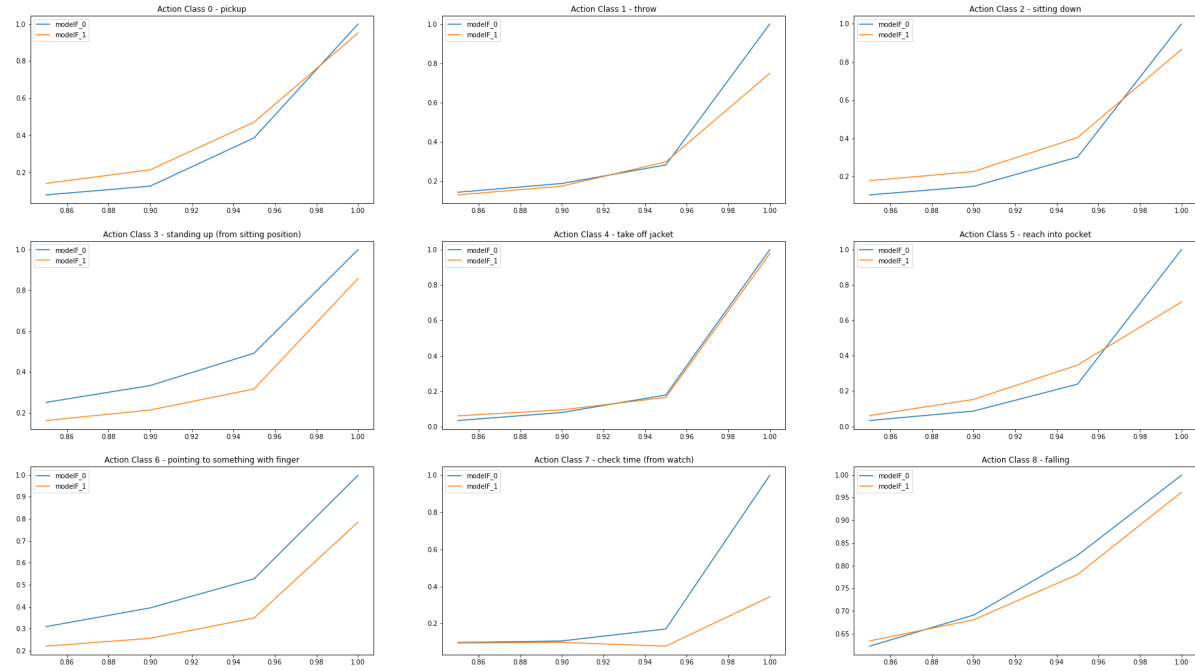 Action Class 0 - pickup
modelF_0
modelF_1
1.0
0.8
0.6
0.4
0.2
0.86 0.88 0.90 0.92 0.94 0.96 0.98 1.00
Action Class 1 - throw
modelF_0
modelF_1
1.0
0.8
0.6
0.4
0.2
0.86 0.88 0.90 0.92 0.94 0.96 0.98 1.00
Action Class 2 - sitting down
modelF_0
modelF_1
1.0
0.8
0.6
0.4
0.2
0.86 0.88 0.90 0.92 0.94 0.96 0.98 1.00
Action Class 3 - standing up (from sitting position)
modelF_0
modelF_1
1.0
0.8
0.6
0.4
0.2
0.86 0.88 0.90 0.92 0.94 0.96 0.98 1.00
Action Class 4 - take off jacket
modelF_0
modelF_1
1.0
0.8
0.6
0.4
0.2
0.0
0.86 0.88 0.90 0.92 0.94 0.96 0.98 1.00
Action Class 5 - reach into pocket
modelF_0
modelF_1
1.0
0.8
0.6
0.4
0.2
0.0
0.86 0.88 0.90 0.92 0.94 0.96 0.98 1.00
Action Class 6 - pointing to something with finger
modelF_0
modelF_1
1.0
0.9
0.8
0.7
0.6
0.5
0.4
0.3
0.2
0.86 0.88 0.90 0.92 0.94 0.96 0.98 1.00
Action Class 7 - check time (from watch)
modelF_0
modelF_1
1.0
0.8
0.6
0.4
0.2
0.86 0.88 0.90 0.92 0.94 0.96 0.98 1.00
Action Class 8 - falling
modelF_0
modelF_1
1.00
0.95
0.90
0.85
0.80
0.75
0.70
0.65
0.86 0.88 0.90 0.92 0.94 0.96 0.98 1.00